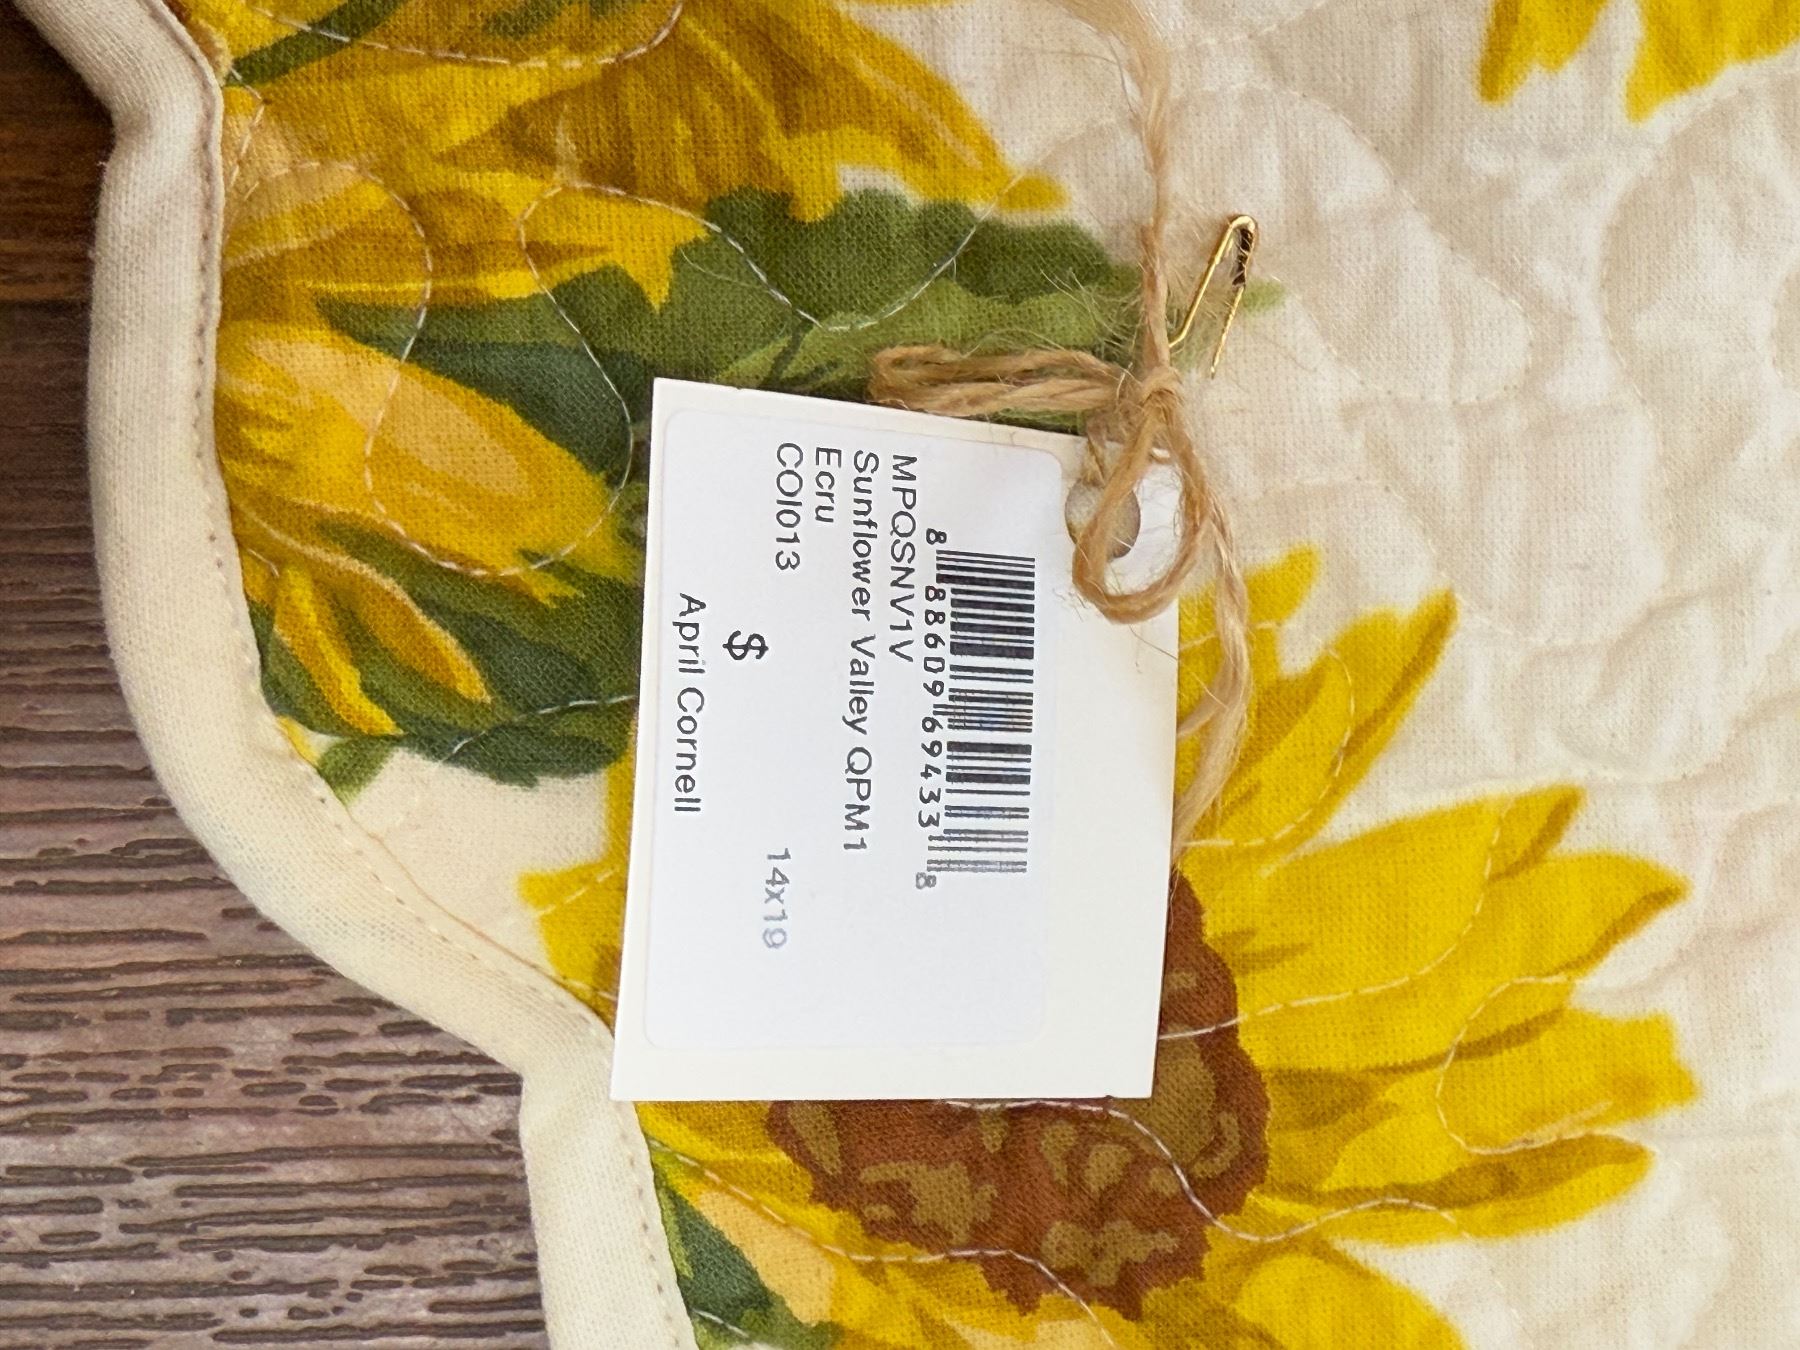 8 88609 69433 8
MPQSNV1V
Sunflower Valley QPM1
Ecru
COI013 14x19
$
April Cornell